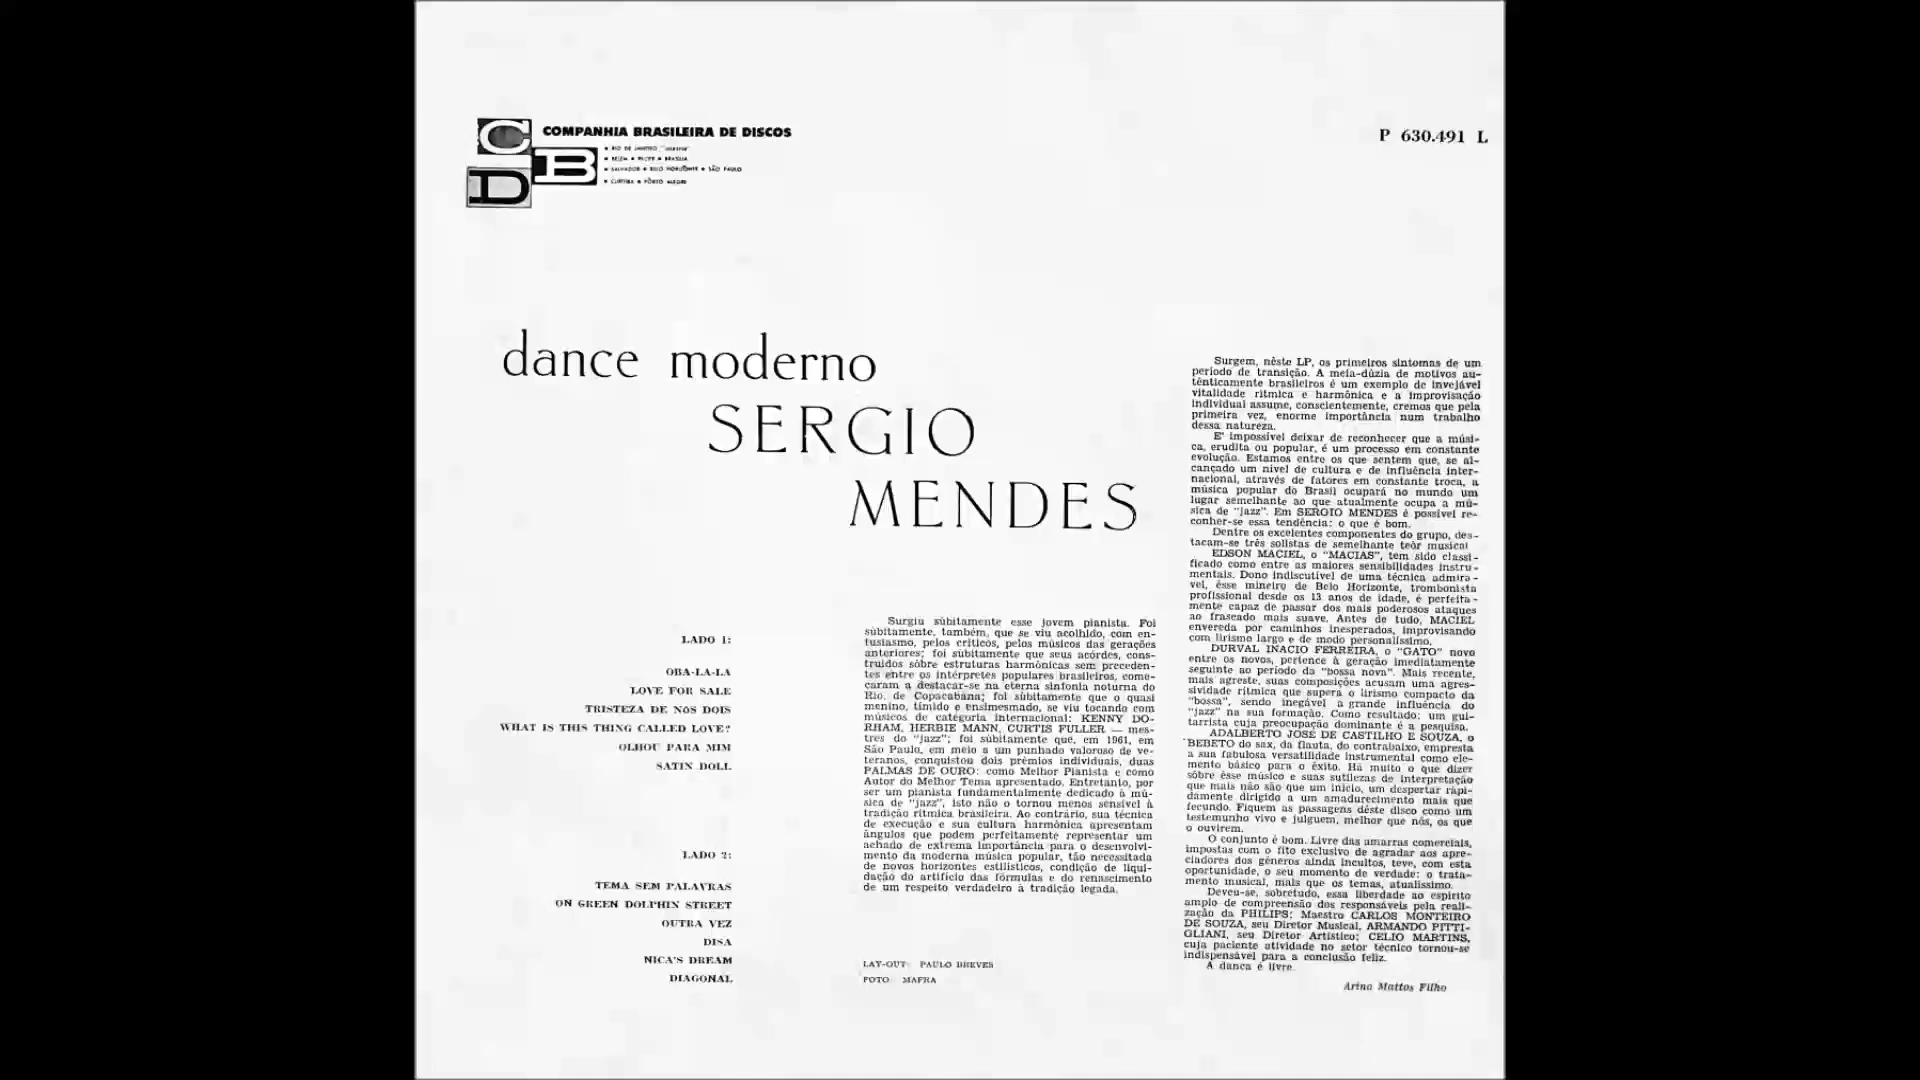 C
B
D
COMPANHIA BRASILEIRA DE DISCOS
• RIO DE JANEIRO
• BELÉM • RECIFE • BRASÍLIA
• SALVADOR • BELO HORIZONTE • SÃO PAULO
• CURITIBA • PÔRTO ALEGRE
P 630.491 L
dance moderno
SERGIO
MENDES
LADO 1:
OBA-LA-LA
LOVE FOR SALE
TRISTEZA DE NOS DOIS
WHAT IS THIS THING CALLED LOVE?
OLHOU PARA MIM
SATIN DOLL
LADO 2:
TEMA SEM PALAVRAS
ON GREEN DOLPHIN STREET
OUTRA VEZ
DISA
NICA'S DREAM
DIAGONAL
Surgiu sùbitamente esse jovem pianista. Foi
sùbitamente, também, que se viu acolhido, com en-
tusiasmo, pelos críticos, pelos músicos das gerações
anteriores; foi sùbitamente que seus acórdes, cons-
truidos sôbre estruturas harmônicas sem preceden-
tes entre os intérpretes populares brasileiros, come-
caram a destacar-se na eterna sinfonia noturna do
Rio, de Copacabana; foi sùbitamente que o quasi
menino, tímido e ensimesmado, se viu tocando com
músicos de categoria internacional: KENNY DO-
RHAM, HERBIE MANN, CURTIS FULLER — mes-
tres do "jazz"; foi sùbitamente que, em 1961, em
São Paulo, em meio a um punhado valoroso de ve-
teranos, conquistou dois prêmios individuais, duas
PALMAS DE OURO: como Melhor Pianista e como
Autor do Melhor Tema apresentado. Entretanto, por
ser um pianista fundamentalmente dedicado à mú-
sica de "jazz", isto não o tornou menos sensível à
tradição rítmica brasileira. Ao contrário, sua técnica
de execução e sua cultura harmônica apresentam
ângulos que podem perfeitamente representar um
achado de extrema importância para o desenvolvi-
mento da moderna música popular, tão necessitada
de novos horizontes estilísticos, condição de liqui-
dação do artifício das fórmulas e do renascimento
de um respeito verdadeiro à tradição legada.
LAY-OUT: PAULO BREVES
FOTO: MAFRA
Surgem, nêste LP, os primeiros sintomas de um
período de transição. A meia-dúzia de motivos au-
tênticamente brasileiros é um exemplo de invejável
vitalidade rítmica e harmônica e a improvisação
individual assume, conscientemente, cremos que pela
primeira vez, enorme importância num trabalho
dessa natureza.
E' impossível deixar de reconhecer que a músi-
ca, erudita ou popular, é um processo em constante
evolução. Estamos entre os que sentem que, se al-
cançado um nível de cultura e de influência inter-
nacional, através de fatores em constante troca, a
música popular do Brasil ocupará no mundo um
lugar semelhante ao que atualmente ocupa a mú-
sica de "jazz". Em SERGIO MENDES é possível re-
conher-se essa tendência: o que é bom.
Dentre os excelentes componentes do grupo, des-
tacam-se três solistas de semelhante teôr musical
EDSON MACIEL, o "MACIAS", tem sido classi-
ficado como entre as maiores sensibilidades instru-
mentais. Dono indiscutível de uma técnica admirá-
vel, êsse mineiro de Belo Horizonte, trombonista
profissional desde os 13 anos de idade, é perfeita-
mente capaz de passar dos mais poderosos ataques
ao fraseado mais suave. Antes de tudo, MACIEL
envereda por caminhos inesperados, improvisando
com lirismo largo e de modo personalíssimo.
DURVAL INACIO FERREIRA, o "GATO" novo
entre os novos, pertence à geração imediatamente
seguinte ao período da "bossa nova". Mais recente,
mais agreste, suas composições acusam uma agres-
sividade rítmica que supera o lirismo compacto da
"bossa", sendo inegável a grande influência do
"jazz" na sua formação. Como resultado: um gui-
tarrista cuja preocupação dominante é a pesquisa.
ADALBERTO JOSÉ DE CASTILHO E SOUZA, o
BEBETO do sax, da flauta, do contrabaixo, empresta
a sua fabulosa versatilidade instrumental como ele-
mento básico para o êxito. Há muito o que dizer
sôbre êsse músico e suas sutilezas de interpretação
que mais não são que um início, um despertar ràpi-
damente dirigido a um amadurecimento mais que
fecundo. Fiquem as passagens dêste disco como um
testemunho vivo e julguem, melhor que nós, os que
o ouvirem.
O conjunto é bom. Livre das amarras comerciais,
impostas com o fito exclusivo de agradar aos apre-
ciadores dos gêneros ainda incultos, teve, com esta
oportunidade, o seu momento de verdade: o trata-
mento musical, mais que os temas, atualíssimo.
Deveu-se, sobretudo, essa liberdade ao espírito
amplo de compreensão dos responsáveis pela reali-
zação da PHILIPS: Maestro CARLOS MONTEIRO
DE SOUZA, seu Diretor Musical, ARMANDO PITTI-
GLIANI, seu Diretor Artístico; CELIO MARTINS,
cuja paciente atividade no setor técnico tornou-se
indispensável para a conclusão feliz.
A dança é livre.
Arino Mattos Filho